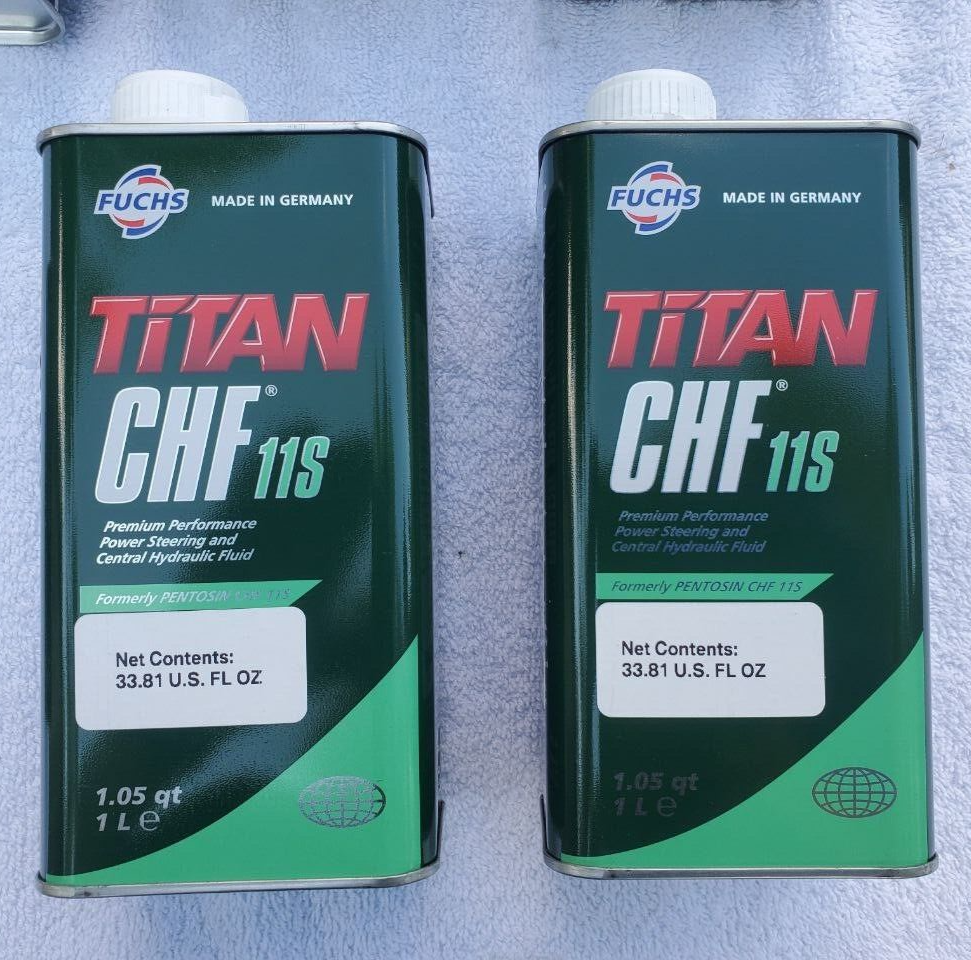 FUCHS MADE IN GERMANY
TiTAN
CHF® 11S
Premium Performance
Power Steering and
Central Hydraulic Fluid
Formerly PENTOSIN CHF 11S
Net Contents:
33.81 U.S. FL OZ
1.05 qt
1 L ℮
FUCHS MADE IN GERMANY
TiTAN
CHF® 11S
Premium Performance
Power Steering and
Central Hydraulic Fluid
Formerly PENTOSIN CHF 11S
Net Contents:
33.81 U.S. FL OZ
1.05 qt
1 L ℮